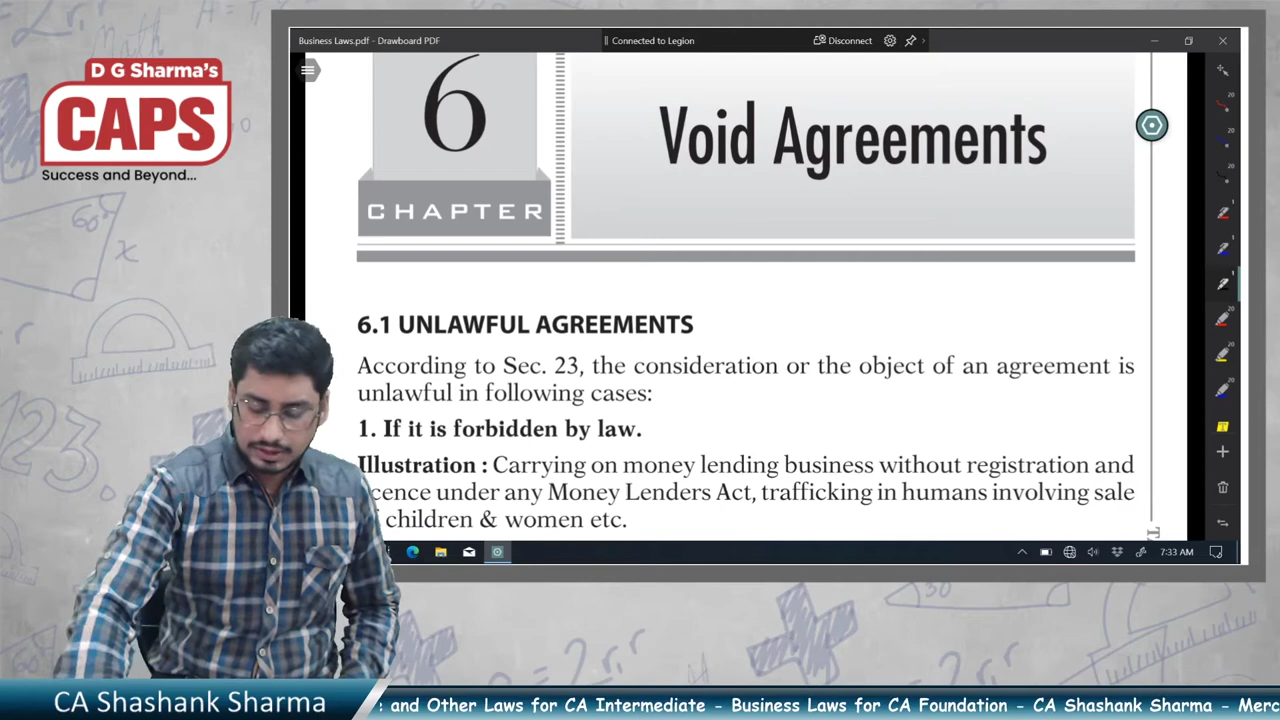 D G Sharma's
CAPS
Success and Beyond...
Business Laws.pdf - Drawboard PDF
Connected to Legion
Disconnect
6
CHAPTER
Void Agreements
6.1 UNLAWFUL AGREEMENTS
According to Sec. 23, the consideration or the object of an agreement is
unlawful in following cases:
1. If it is forbidden by law.
Illustration : Carrying on money lending business without registration and
cence under any Money Lenders Act, trafficking in humans involving sale
children & women etc.
7:33 AM
CA Shashank Sharma
: and Other Laws for CA Intermediate - Business Laws for CA Foundation - CA Shashank Sharma - Merc